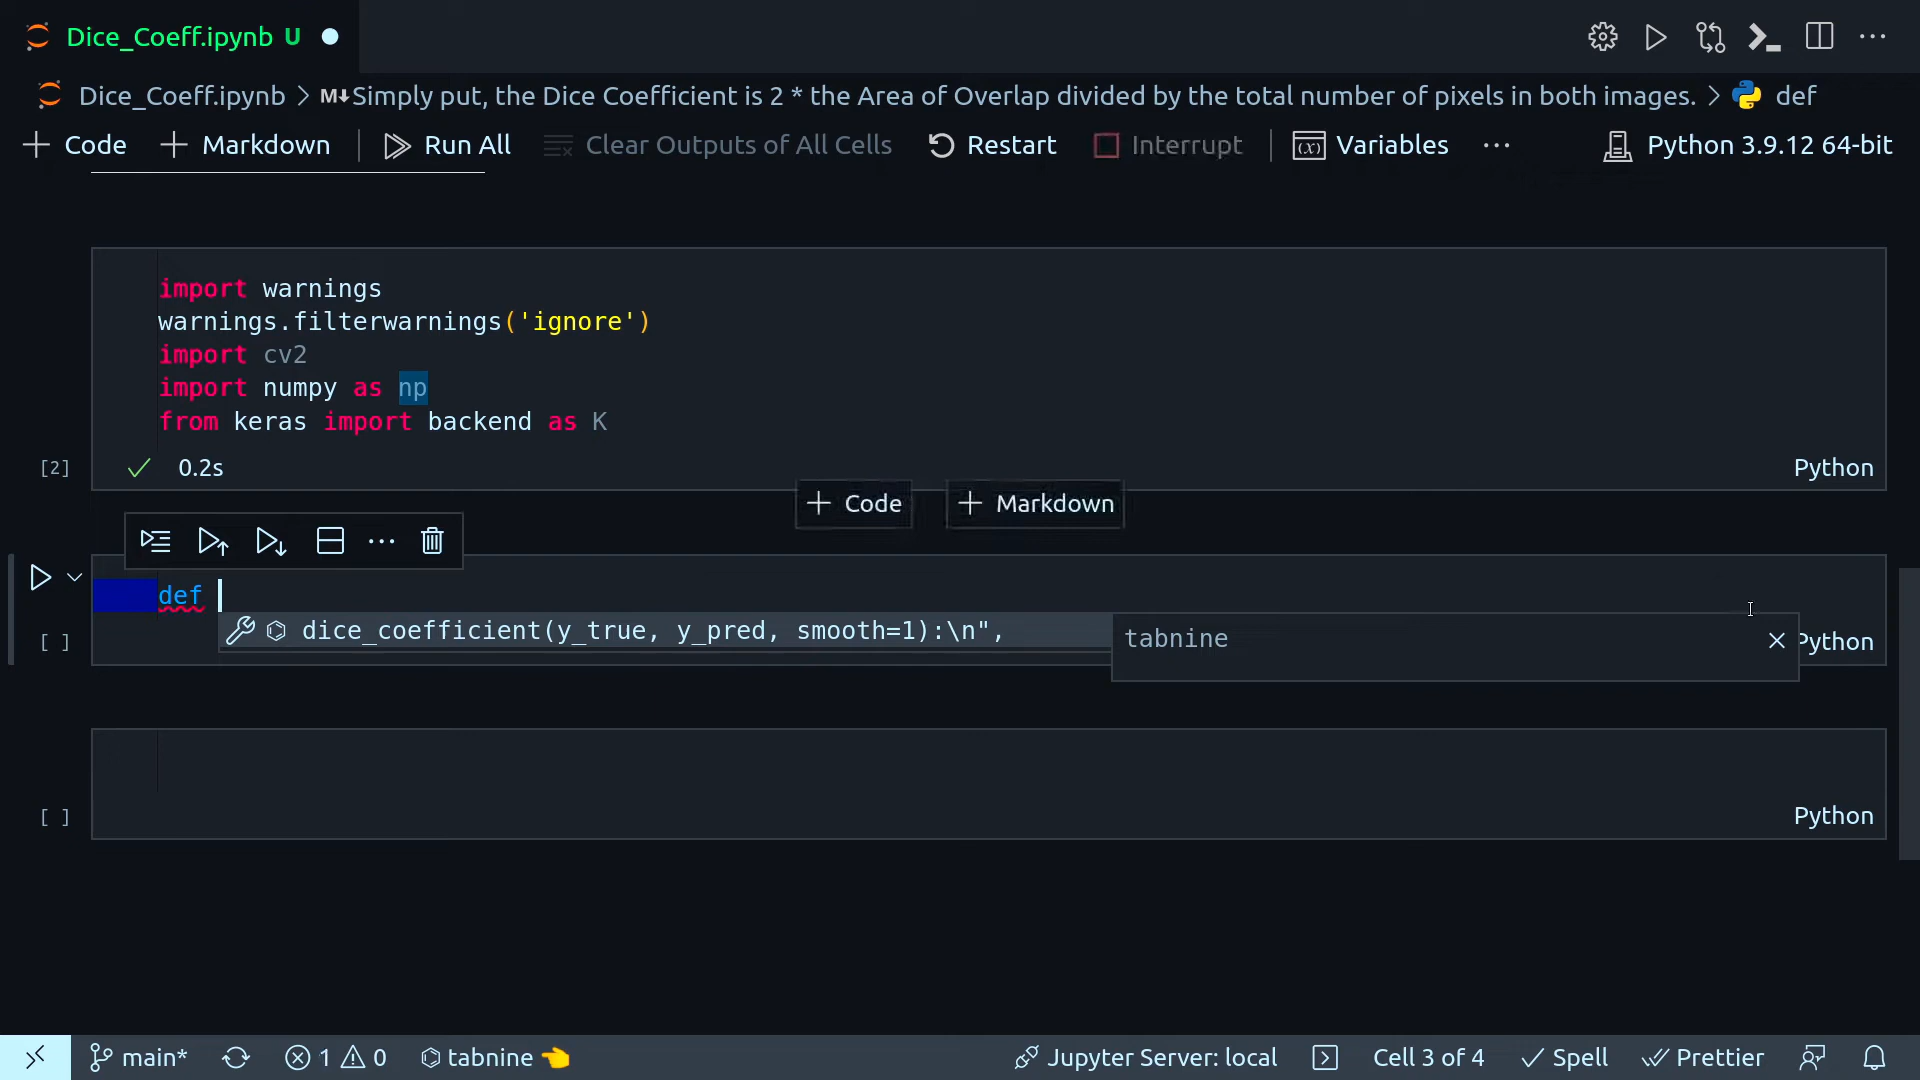 Dice_Coeff.ipynb U
Dice_Coeff.ipynb > M↓ Simply put, the Dice Coefficient is 2 * the Area of Overlap divided by the total number of pixels in both images. > def
+ Code + Markdown Run All Clear Outputs of All Cells Restart Interrupt (x) Variables ··· Python 3.9.12 64-bit
import warnings
warnings.filterwarnings('ignore')
import cv2
import numpy as np
from keras import backend as K
[2] 0.2s Python
+ Code + Markdown
def
dice_coefficient(y_true, y_pred, smooth=1):\n",
tabnine
[ ] Python
[ ] Python
main* 1 0 tabnine Jupyter Server: local Cell 3 of 4 Spell Prettier